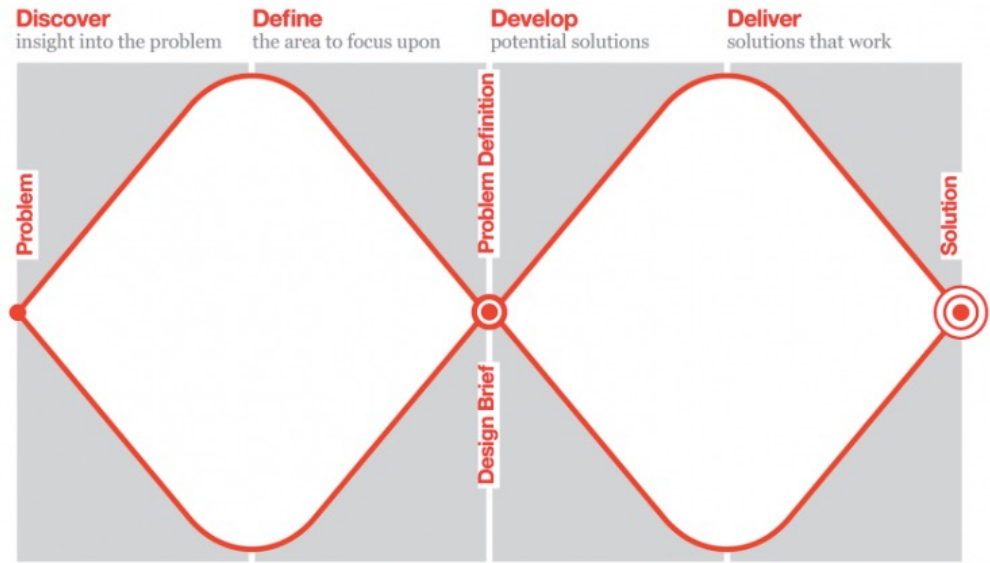 Discover
insight into the problem
Define
the area to focus upon
Develop
potential solutions
Deliver
solutions that work
Problem
Problem Definition
Design Brief
Solution